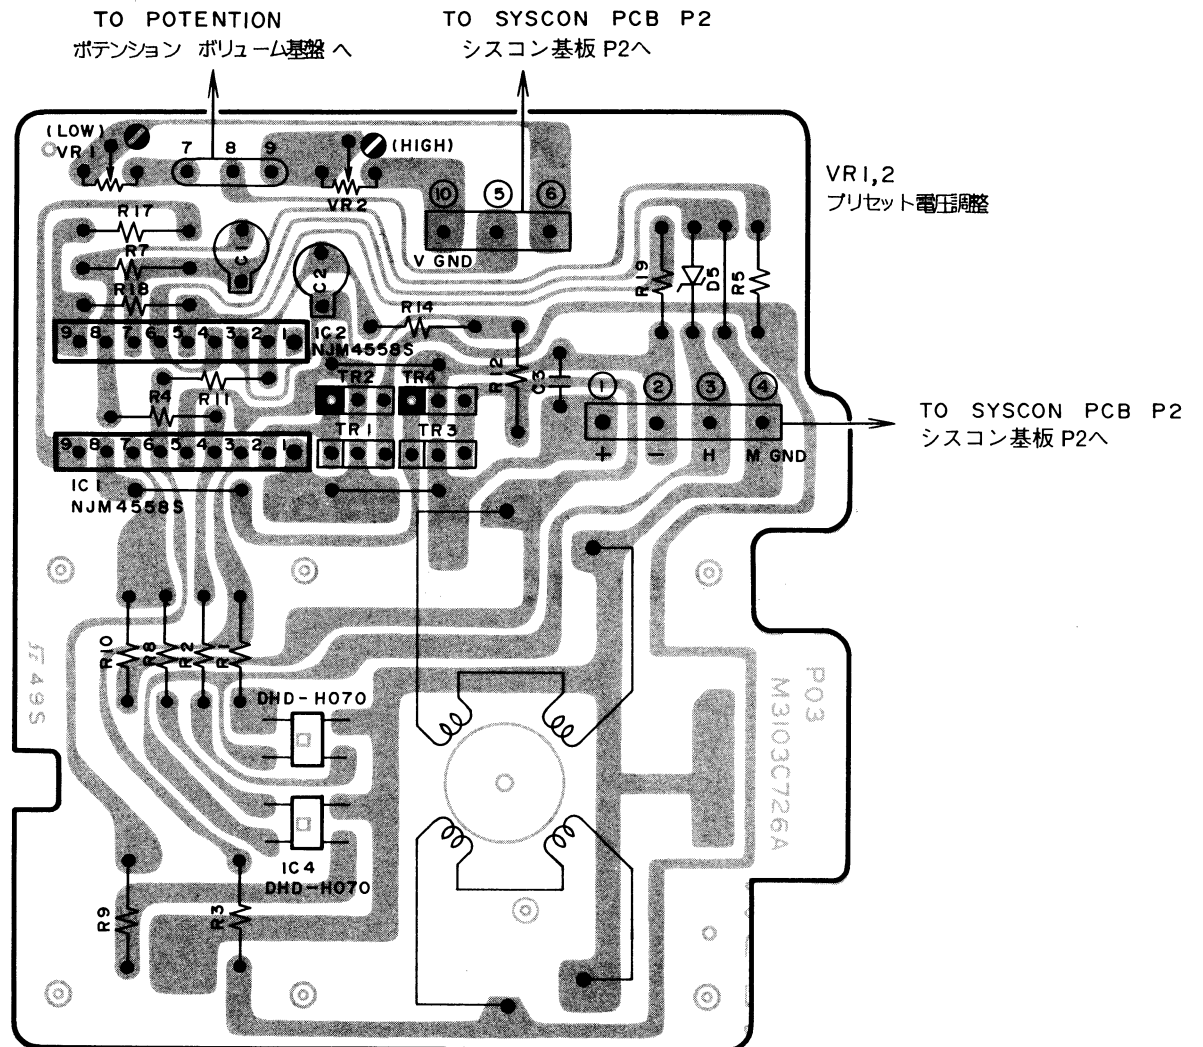 TO POTENTION
ポテンション ボリューム基盤 へ
TO SYSCON PCB P2
シスコン基板 P2へ
(LOW)
VR1
7 8 9
(HIGH)
VR2
⑩ ⑤ ⑥
V GND
VR1,2
プリセット電圧調整
R17
R7
R18
C1
C2
R14
R19
D5
R5
9 8 7 6 5 4 3 2 1
IC2
NJM4558S
R11
R4
TR2 TR4
R12
C3
① ② ③ ④
+ − H M GND
TO SYSCON PCB P2
シスコン基板 P2へ
TR1 TR3
9 8 7 6 5 4 3 2 1
IC1
NJM4558S
R10
R8
R2
R1
DHD-H070
IC4
DHD-H070
R9
R3
49S
P03
M3103C726A